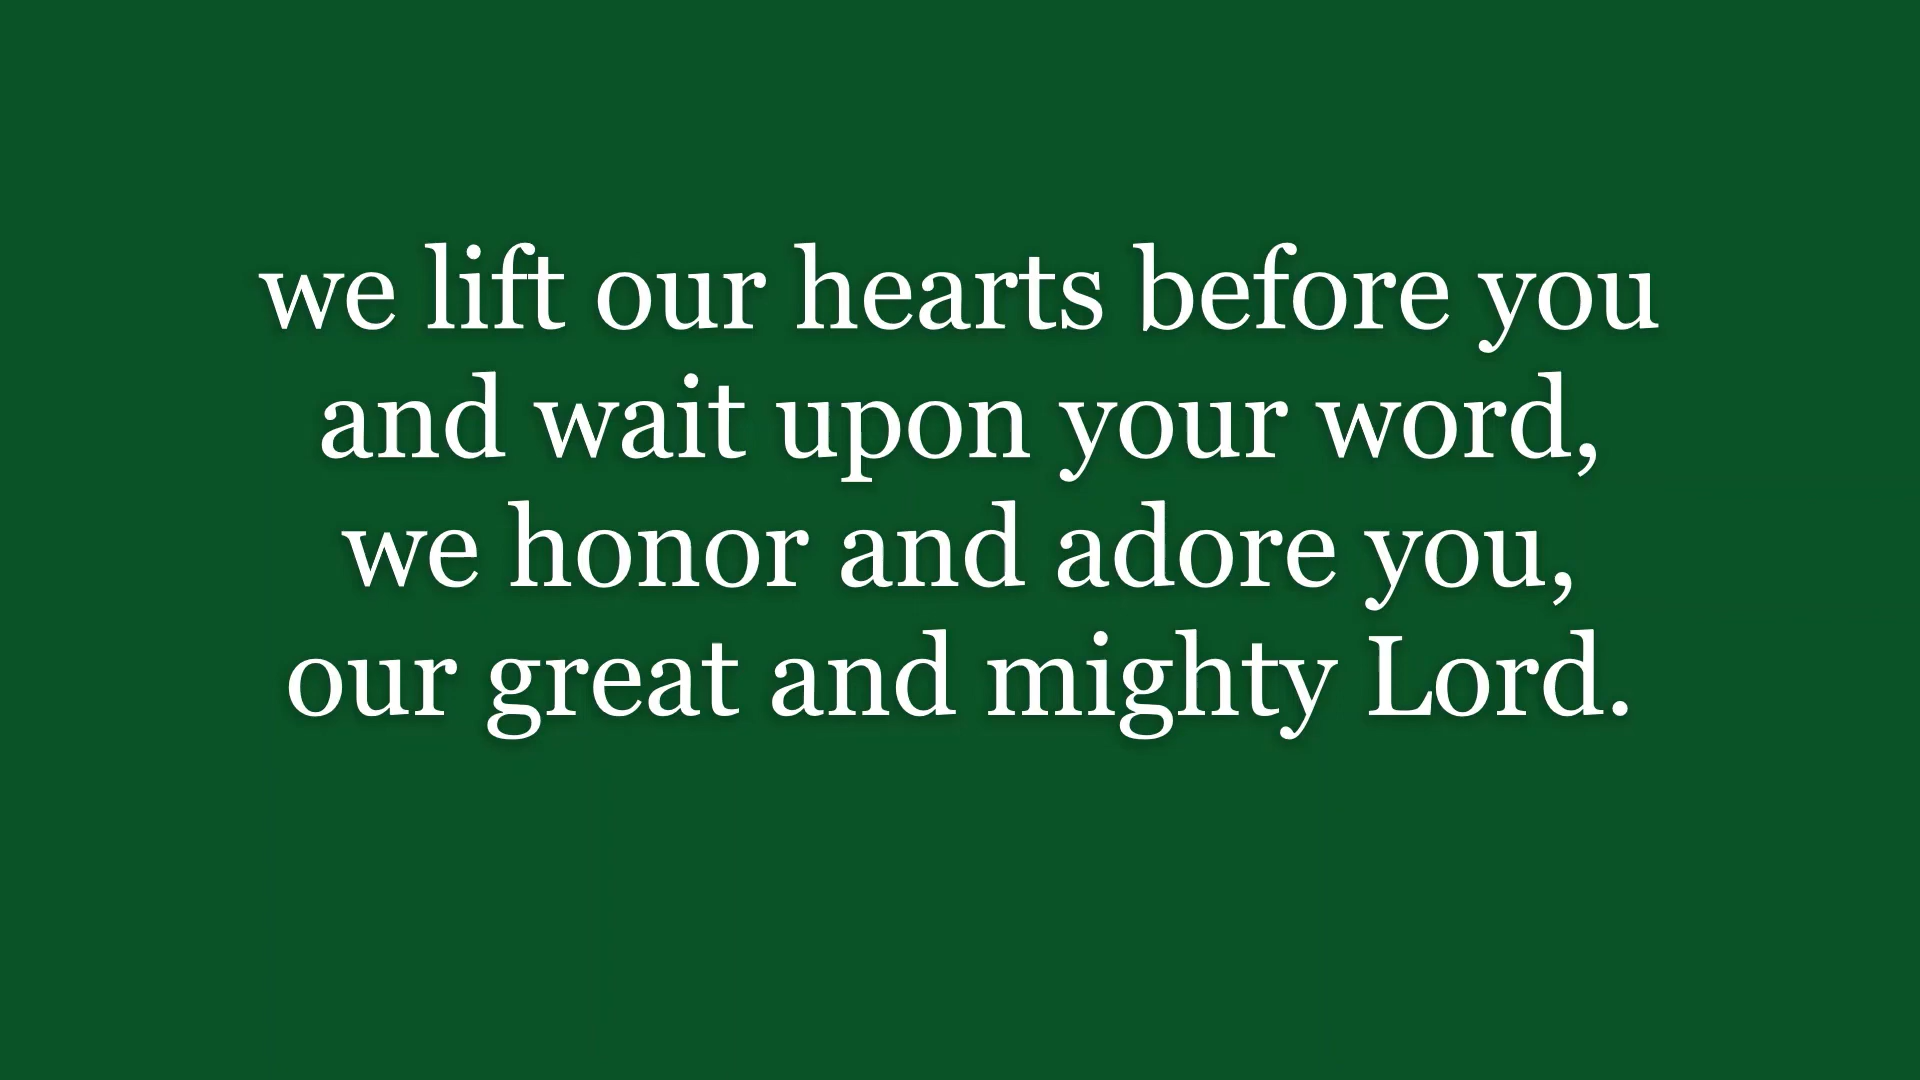 we lift our hearts before you
and wait upon your word,
we honor and adore you,
our great and mighty Lord.